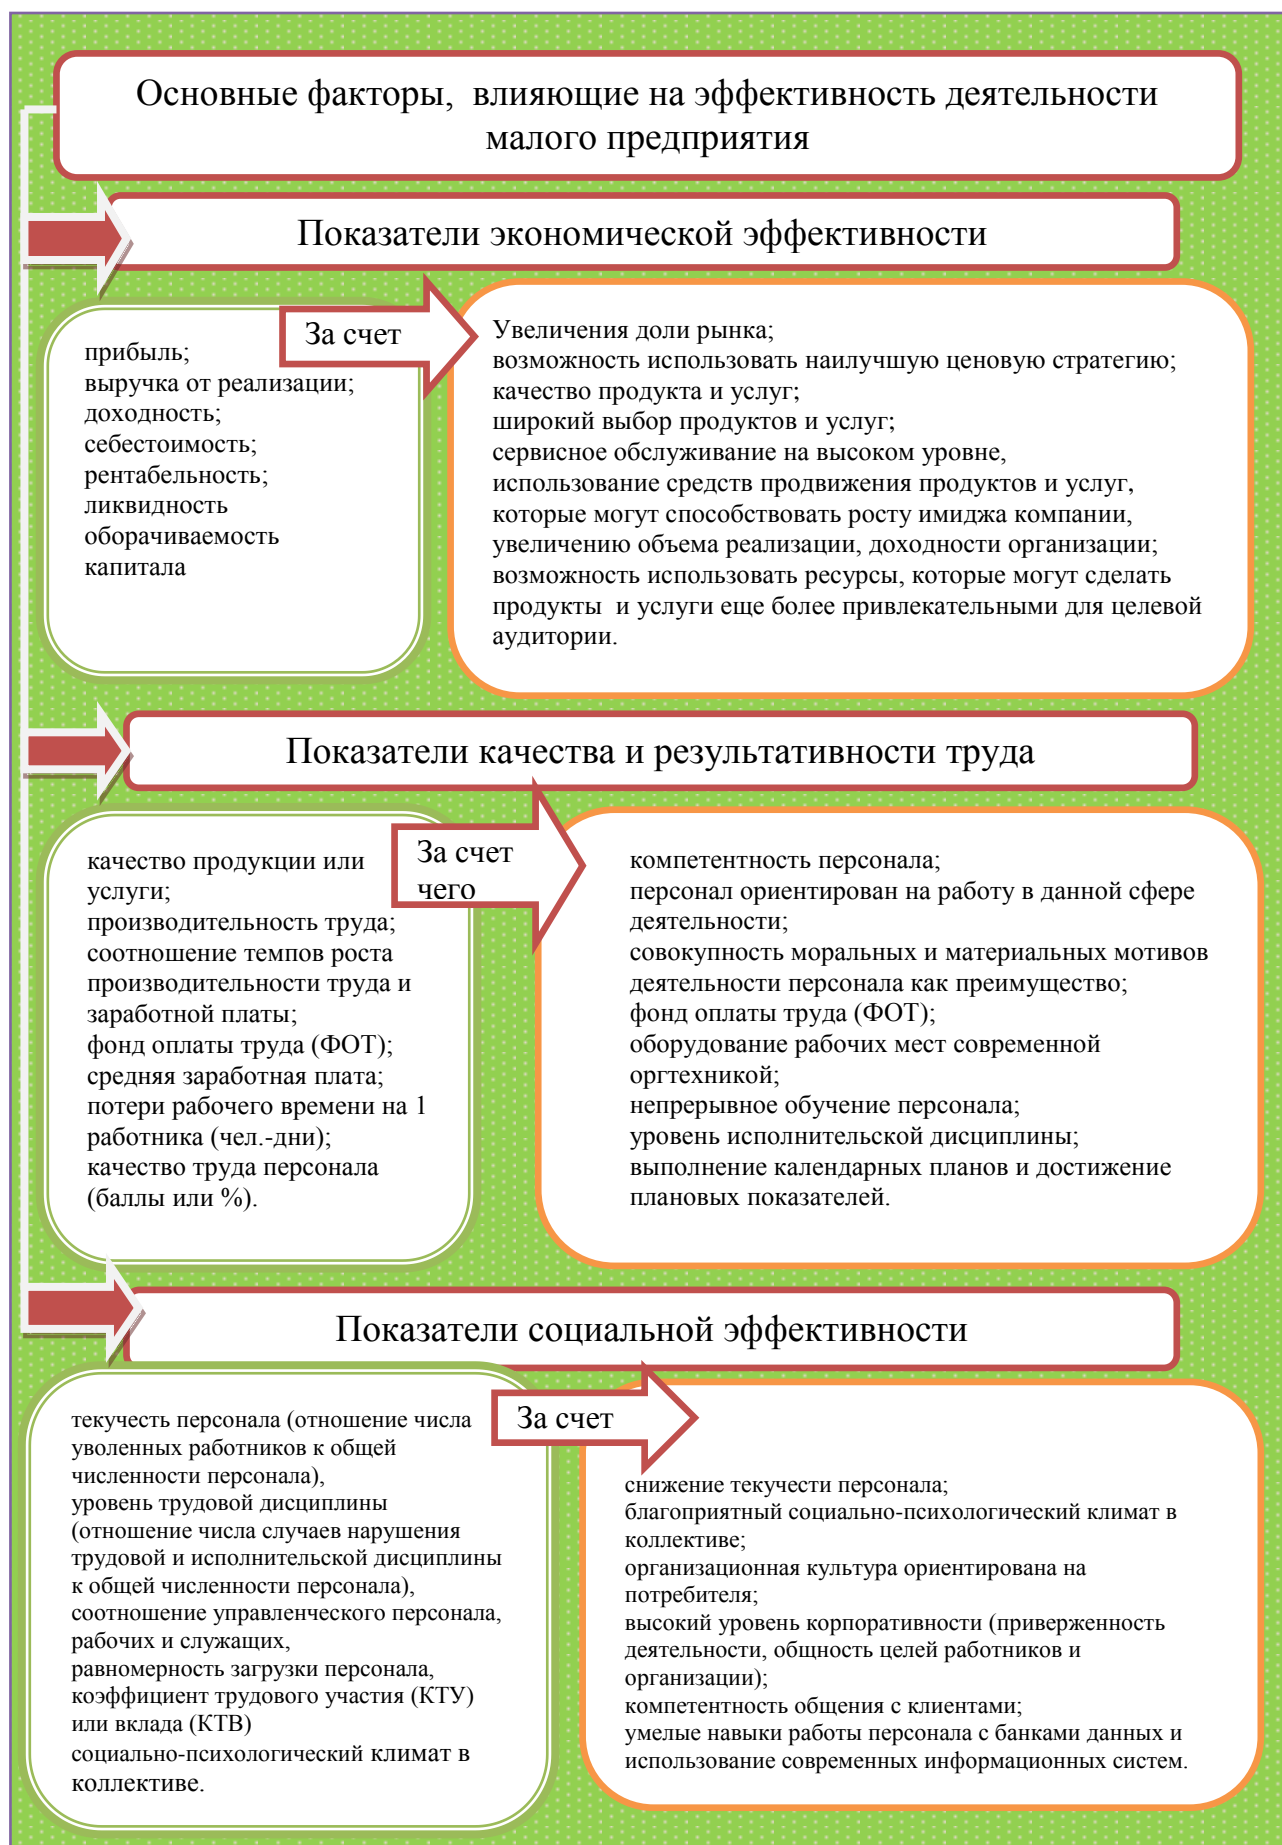 Основные факторы,  влияющие на эффективность деятельности
малого предприятия
Показатели экономической эффективности
За счет
прибыль;
выручка от реализации;
доходность;
себестоимость;
рентабельность;
ликвидность
оборачиваемость
капитала
Увеличения доли рынка;
возможность использовать наилучшую ценовую стратегию;
качество продукта и услуг;
широкий выбор продуктов и услуг;
сервисное обслуживание на высоком уровне,
использование средств продвижения продуктов и услуг,
которые могут способствовать росту имиджа компании,
увеличению объема реализации, доходности организации;
возможность использовать ресурсы, которые могут сделать
продукты  и услуги еще более привлекательными для целевой
аудитории.
Показатели качества и результативности труда
За счет
чего
качество продукции или
услуги;
производительность труда;
соотношение темпов роста
производительности труда и
заработной платы;
фонд оплаты труда (ФОТ);
средняя заработная плата;
потери рабочего времени на 1
работника (чел.-дни);
качество труда персонала
(баллы или %).
компетентность персонала;
персонал ориентирован на работу в данной сфере
деятельности;
совокупность моральных и материальных мотивов
деятельности персонала как преимущество;
фонд оплаты труда (ФОТ);
оборудование рабочих мест современной
оргтехникой;
непрерывное обучение персонала;
уровень исполнительской дисциплины;
выполнение календарных планов и достижение
плановых показателей.
Показатели социальной эффективности
За счет
текучесть персонала (отношение числа
уволенных работников к общей
численности персонала),
уровень трудовой дисциплины
(отношение числа случаев нарушения
трудовой и исполнительской дисциплины
к общей численности персонала),
соотношение управленческого персонала,
рабочих и служащих,
равномерность загрузки персонала,
коэффициент трудового участия (КТУ)
или вклада (КТВ)
социально-психологический климат в
коллективе.
снижение текучести персонала;
благоприятный социально-психологический климат в
коллективе;
организационная культура ориентирована на
потребителя;
высокий уровень корпоративности (приверженность
деятельности, общность целей работников и
организации);
компетентность общения с клиентами;
умелые навыки работы персонала с банками данных и
использование современных информационных систем.